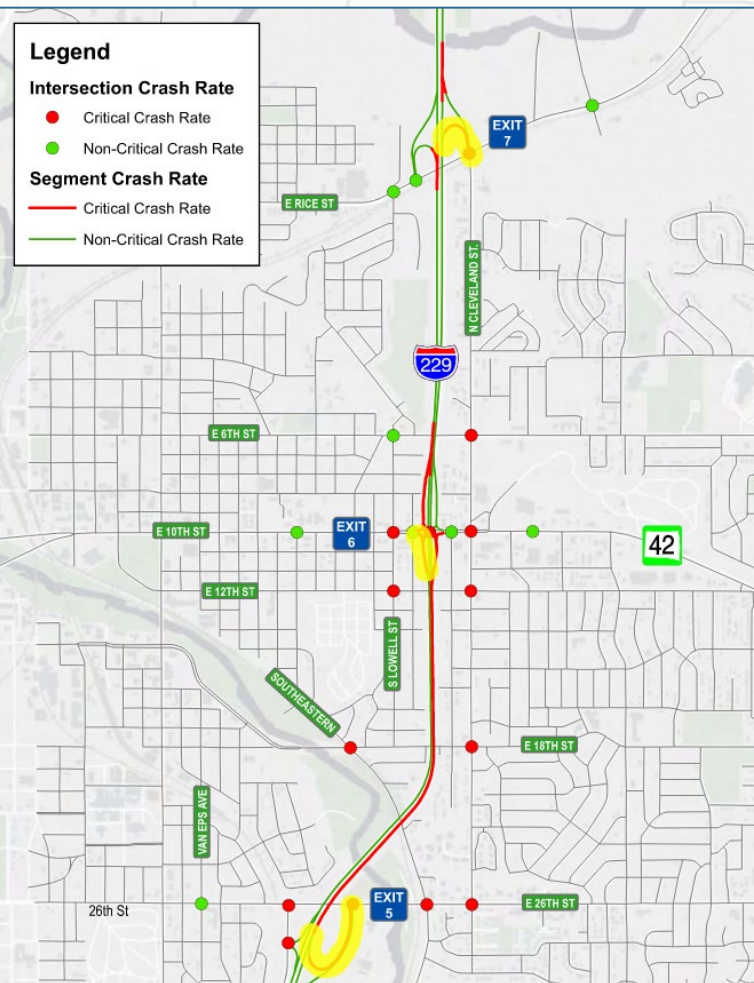 Legend
Intersection Crash Rate
Critical Crash Rate
Non-Critical Crash Rate
Segment Crash Rate
Critical Crash Rate
Non-Critical Crash Rate
EXIT
7
E RICE ST
N CLEVELAND ST.
229
E 6TH ST
E 10TH ST
EXIT
6
42
E 12TH ST
S LOWELL ST
SOUTHEASTERN
E 18TH ST
VAN EPS AVE
26th St
EXIT
5
E 26TH ST